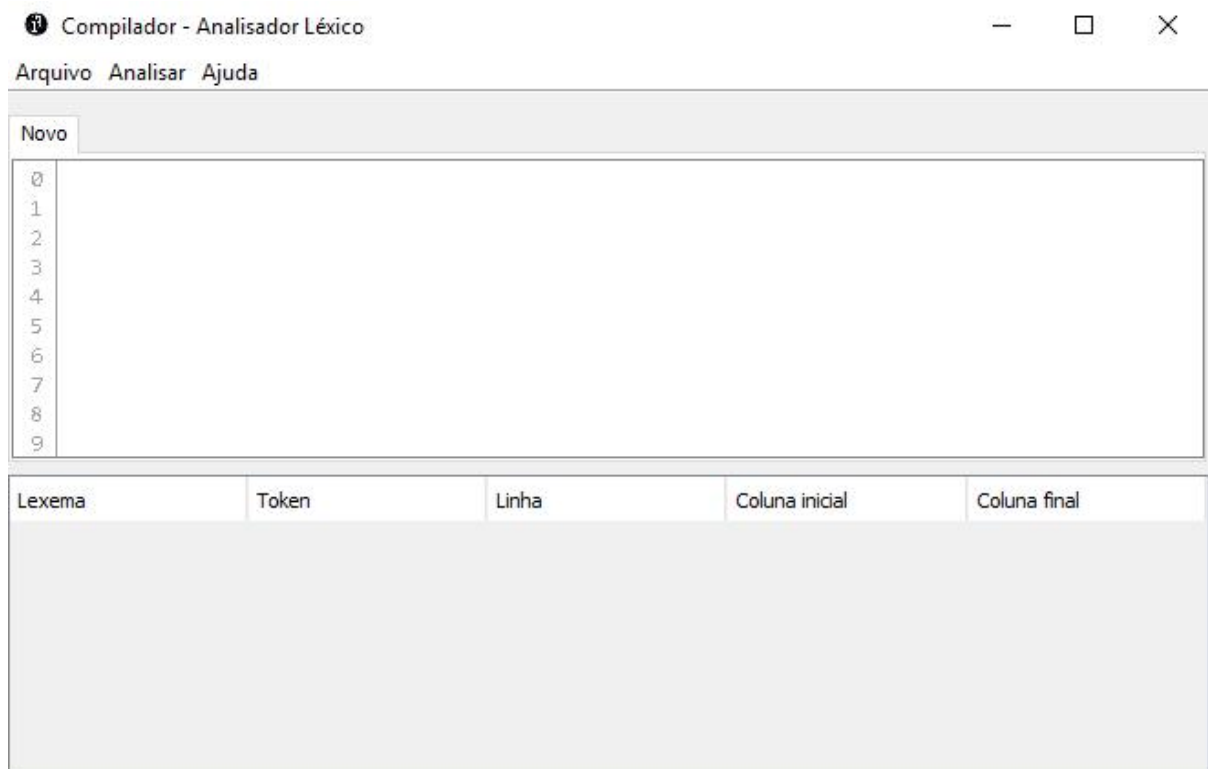 Compilador - Analisador Léxico
Arquivo Analisar Ajuda
Novo
0
1
2
3
4
5
6
7
8
9
Lexema Token Linha Coluna inicial Coluna final